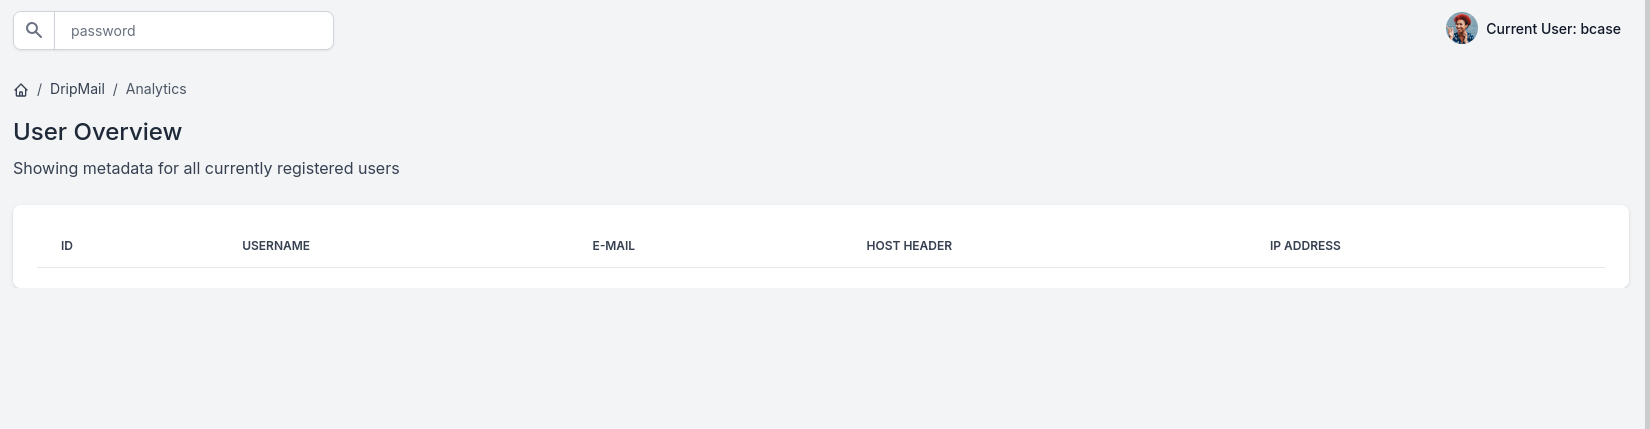 password
Current User: bcase
/ DripMail / Analytics
User Overview
Showing metadata for all currently registered users
ID USERNAME E-MAIL HOST HEADER IP ADDRESS